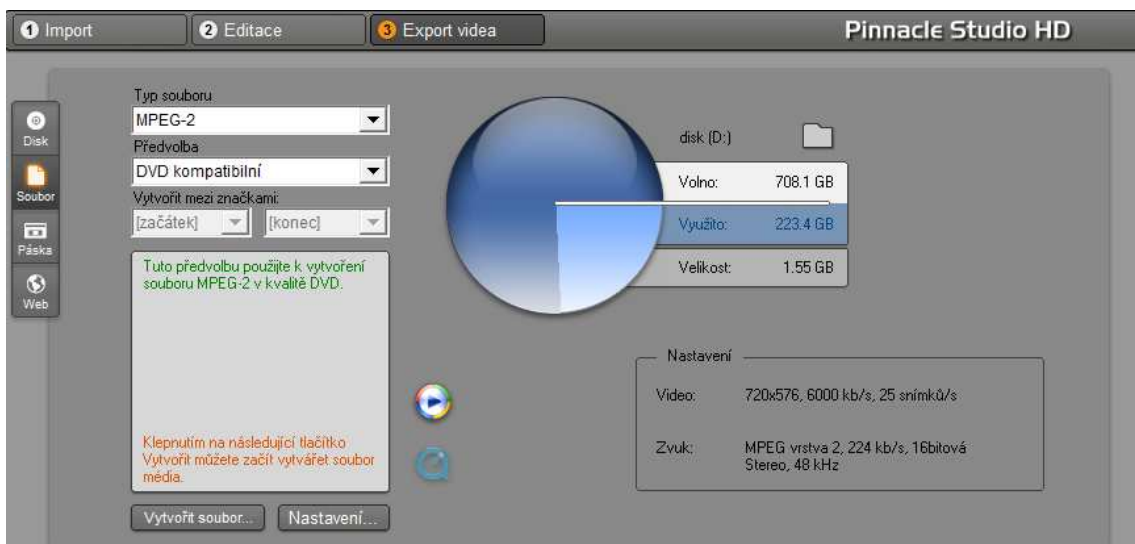 1 Import
2 Editace
3 Export videa
Pinnacle Studio HD
Disk
Soubor
Páska
Web
Typ souboru
MPEG-2
Předvolba
DVD kompatibilní
Vytvořit mezi značkami:
[začátek] [konec]
Tuto předvolbu použijte k vytvoření
souboru MPEG-2 v kvalitě DVD.
Klepnutím na následující tlačítko
Vytvořit můžete začít vytvářet soubor
média.
Vytvořit soubor... Nastavení...
disk (D:)
Volno: 708.1 GB
Využito: 223.4 GB
Velikost: 1.55 GB
Nastavení
Video: 720x576, 6000 kb/s, 25 snímků/s
Zvuk: MPEG vrstva 2, 224 kb/s, 16bitová
Stereo, 48 kHz